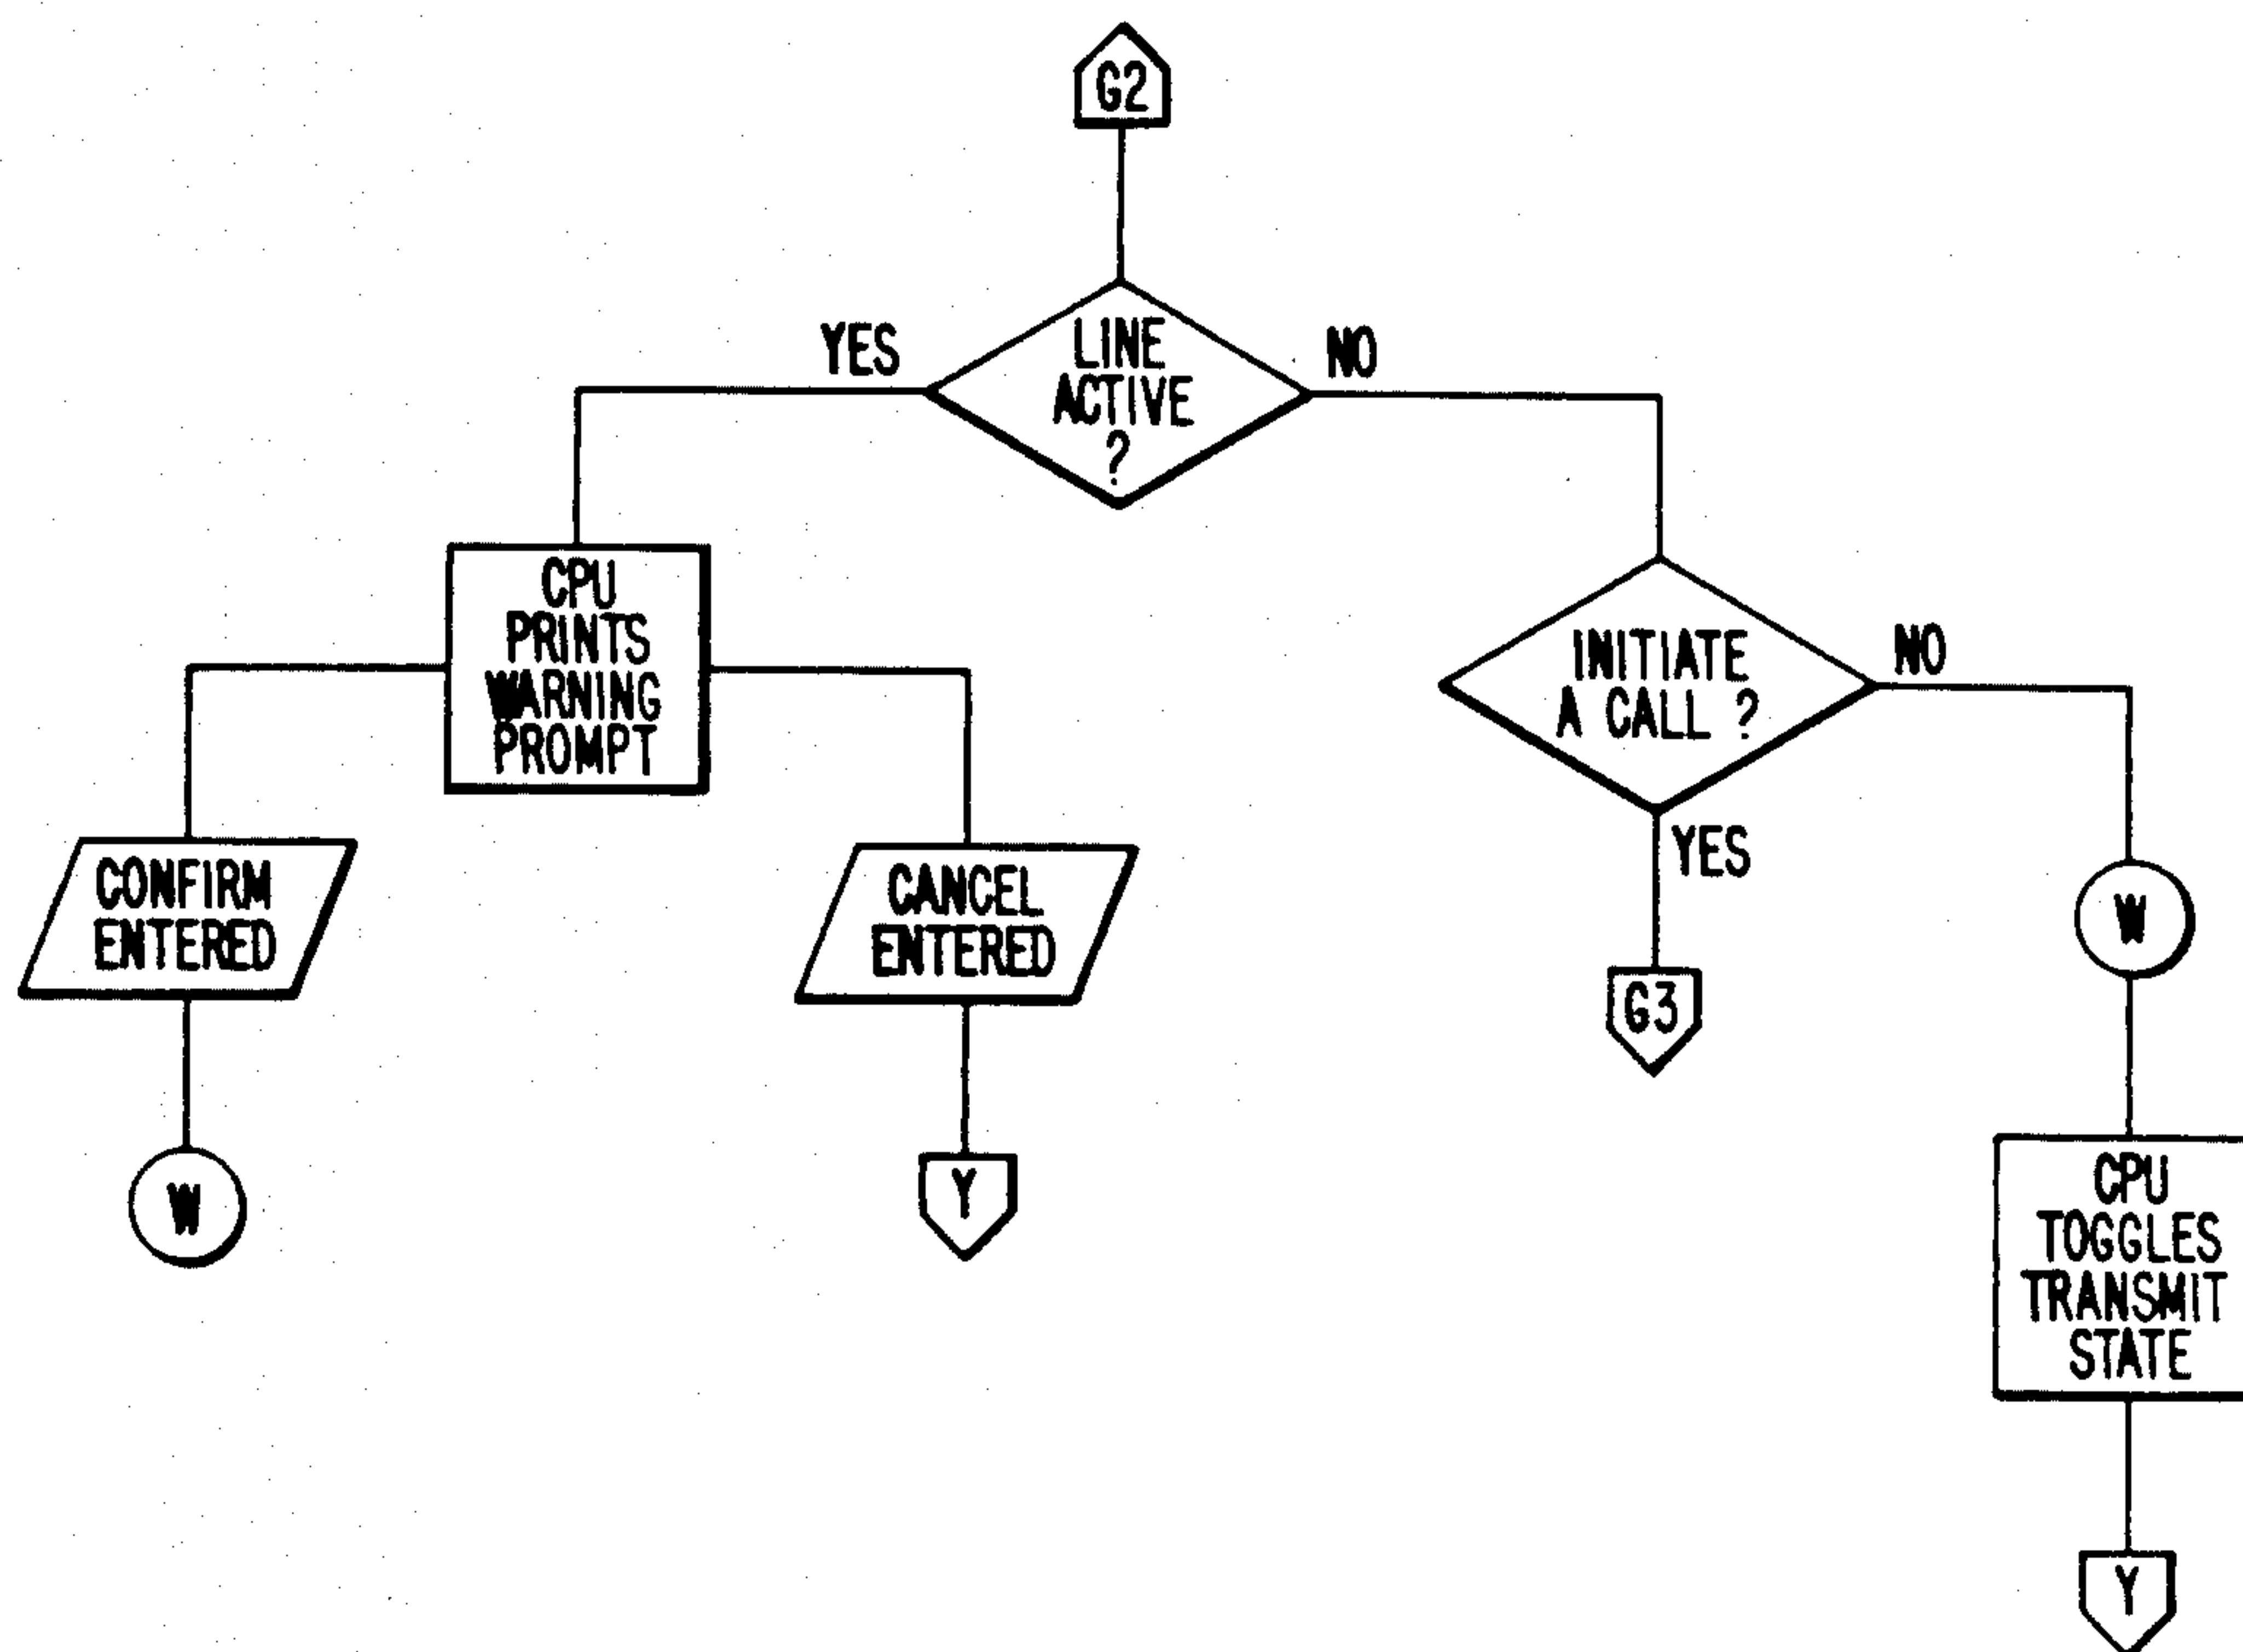 G2
YES
LINE
ACTIVE
?
NO
CPU
PRINTS
WARNING
PROMPT
INITIATE
A CALL ?
NO
YES
CONFIRM
ENTERED
CANCEL
ENTERED
W
G3
W
Y
CPU
TOGGLES
TRANSMIT
STATE
Y